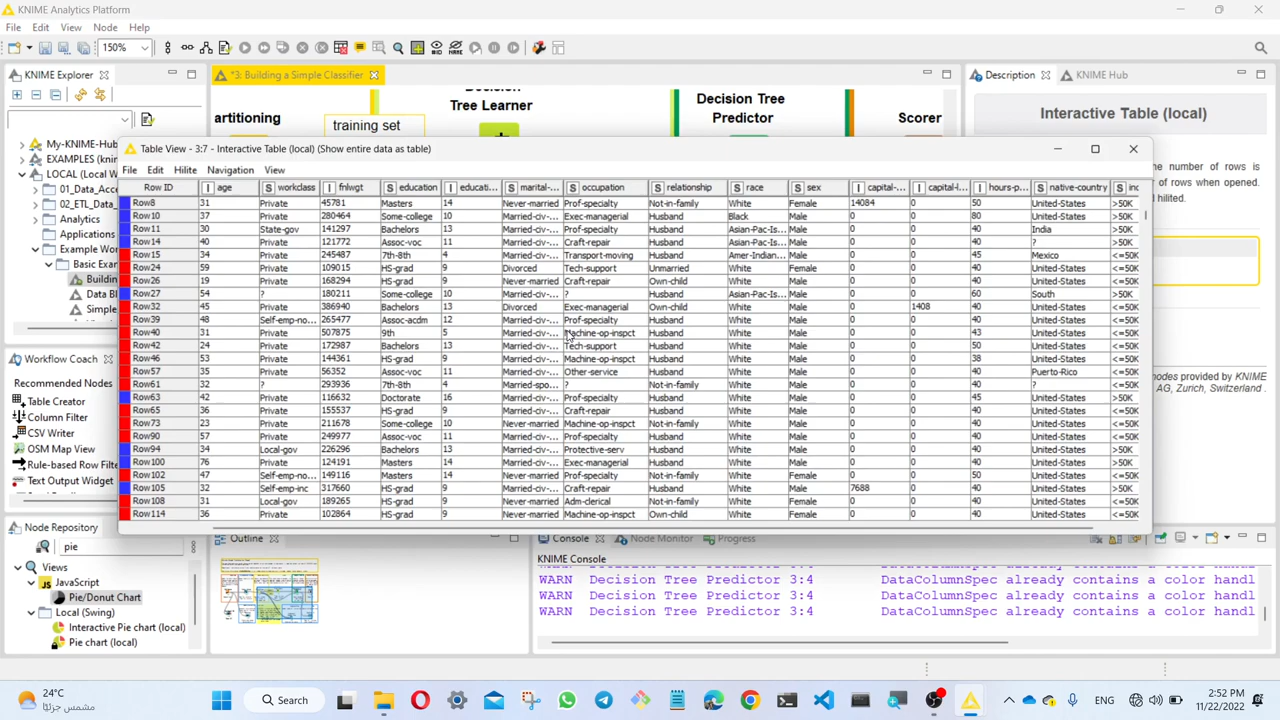 KNIME Analytics Platform
File Edit View Node Help
150%
KNIME Explorer
*3: Building a Simple Classifier
Description KNIME Hub
artitioning
training set
Tree Learner
Decision Tree Predictor
Scorer
Interactive Table (local)
My-KNIME-Hub
EXAMPLES (knime
LOCAL (Local W
01_Data_Acce
02_ETL_Data_M
Analytics
Applications
Example Wo
Basic Exa
Buildin
Data Bl
Simple
Table View - 3:7 - Interactive Table (local) (Show entire data as table)
File Edit Hilite Navigation View
Row ID age workclass fnlwgt education educati... marital-... occupation relationship race sex capital-... capital-l... hours-p... native-country inc
Row8 31 Private 45781 Masters 14 Never-married Prof-specialty Not-in-family White Female 14084 0 50 United-States >50K
Row10 37 Private 280464 Some-college 10 Married-civ-... Exec-managerial Husband Black Male 0 0 80 United-States >50K
Row11 30 State-gov 141297 Bachelors 13 Married-civ-... Prof-specialty Husband Asian-Pac-Is... Male 0 0 40 India >50K
Row14 40 Private 121772 Assoc-voc 11 Married-civ-... Craft-repair Husband Asian-Pac-Is... Male 0 0 40 ? >50K
Row15 34 Private 245487 7th-8th 4 Married-civ-... Transport-moving Husband Amer-Indian... Male 0 0 45 Mexico <=50K
Row24 59 Private 109015 HS-grad 9 Divorced Tech-support Unmarried White Female 0 0 40 United-States <=50K
Row26 19 Private 168294 HS-grad 9 Never-married Craft-repair Own-child White Male 0 0 40 United-States <=50K
Row27 54 ? 180211 Some-college 10 Married-civ-... ? Husband Asian-Pac-Is... Male 0 0 60 South >50K
Row32 45 Private 386940 Bachelors 13 Divorced Exec-managerial Own-child White Male 0 1408 40 United-States <=50K
Row39 48 Self-emp-no... 265477 Assoc-acdm 12 Married-civ-... Prof-specialty Husband White Male 0 0 40 United-States <=50K
Row40 31 Private 507875 9th 5 Married-civ-... Machine-op-inspct Husband White Male 0 0 43 United-States <=50K
Row42 24 Private 172987 Bachelors 13 Married-civ-... Tech-support Husband White Male 0 0 50 United-States <=50K
Row46 53 Private 144361 HS-grad 9 Married-civ-... Machine-op-inspct Husband White Male 0 0 38 United-States <=50K
Row57 35 Private 56352 Assoc-voc 11 Married-civ-... Other-service Husband White Male 0 0 40 Puerto-Rico <=50K
Row61 32 ? 293936 7th-8th 4 Married-spo... ? Not-in-family White Male 0 0 40 ? <=50K
Row63 42 Private 116632 Doctorate 16 Married-civ-... Prof-specialty Husband White Male 0 0 45 United-States >50K
Row65 36 Private 155537 HS-grad 9 Married-civ-... Craft-repair Husband White Male 0 0 40 United-States <=50K
Row73 23 Private 211678 Some-college 10 Never-married Machine-op-inspct Not-in-family White Male 0 0 40 United-States <=50K
Row90 57 Private 249977 Assoc-voc 11 Married-civ-... Prof-specialty Husband White Male 0 0 40 United-States <=50K
Row94 34 Local-gov 226296 Bachelors 13 Married-civ-... Protective-serv Husband White Male 0 0 40 United-States >50K
Row100 76 Private 124191 Masters 14 Married-civ-... Exec-managerial Husband White Male 0 0 40 United-States >50K
Row102 47 Self-emp-no... 149116 Masters 14 Never-married Prof-specialty Not-in-family White Female 0 0 50 United-States <=50K
Row105 32 Self-emp-inc 317660 HS-grad 9 Married-civ-... Craft-repair Husband White Male 7688 0 40 United-States >50K
Row108 31 Local-gov 189265 HS-grad 9 Never-married Adm-clerical Not-in-family White Female 0 0 40 United-States <=50K
Row114 36 Private 102864 HS-grad 9 Never-married Machine-op-inspct Own-child White Female 0 0 40 United-States <=50K
e number of rows is
of rows when opened.
d hilited.
nodes provided by KNIME
AG, Zurich, Switzerland .
Workflow Coach
Recommended Nodes
Table Creator
Column Filter
CSV Writer
OSM Map View
Rule-based Row Filte
Text Output Widget
Node Repository
pie
Views
JavaScript
Pie/Donut Chart
Local (Swing)
Interactive Pie chart (local)
Pie chart (local)
Outline
Console Node Monitor Progress
KNIME Console
WARN Decision Tree Predictor 3:4 DataColumnSpec already contains a color handl
WARN Decision Tree Predictor 3:4 DataColumnSpec already contains a color handl
WARN Decision Tree Predictor 3:4 DataColumnSpec already contains a color handl
24°C
مشمس جزئيًا
Search
ENG
2:52 PM
11/22/2022